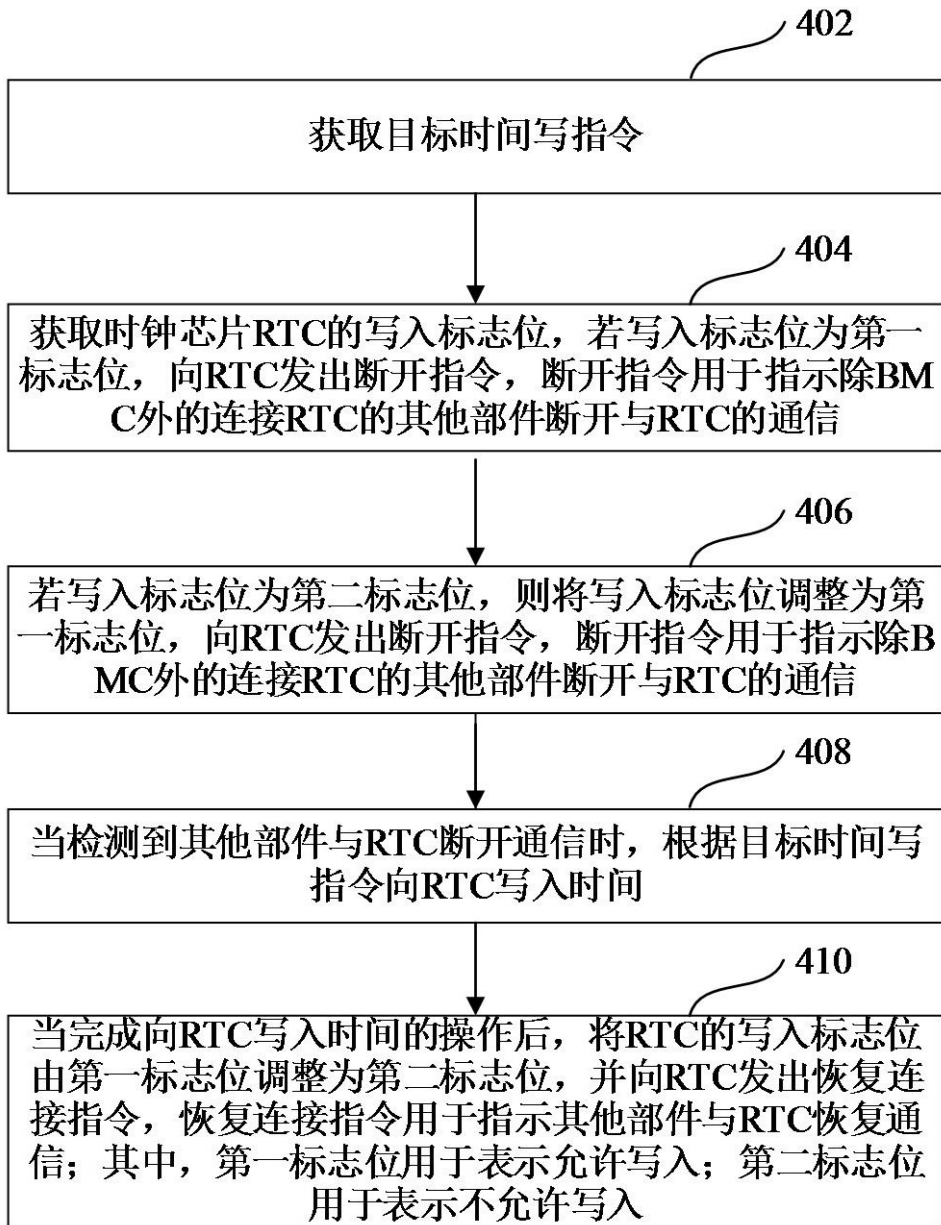 402
获取目标时间写指令
404
获取时钟芯片RTC的写入标志位，若写入标志位为第一
标志位，向RTC发出断开指令，断开指令用于指示除BM
C外的连接RTC的其他部件断开与RTC的通信
406
若写入标志位为第二标志位，则将写入标志位调整为第
一标志位，向RTC发出断开指令，断开指令用于指示除B
MC外的连接RTC的其他部件断开与RTC的通信
408
当检测到其他部件与RTC断开通信时，根据目标时间写
指令向RTC写入时间
410
当完成向RTC写入时间的操作后，将RTC的写入标志位
由第一标志位调整为第二标志位，并向RTC发出恢复连
接指令，恢复连接指令用于指示其他部件与RTC恢复通
信；其中，第一标志位用于表示允许写入；第二标志位
用于表示不允许写入